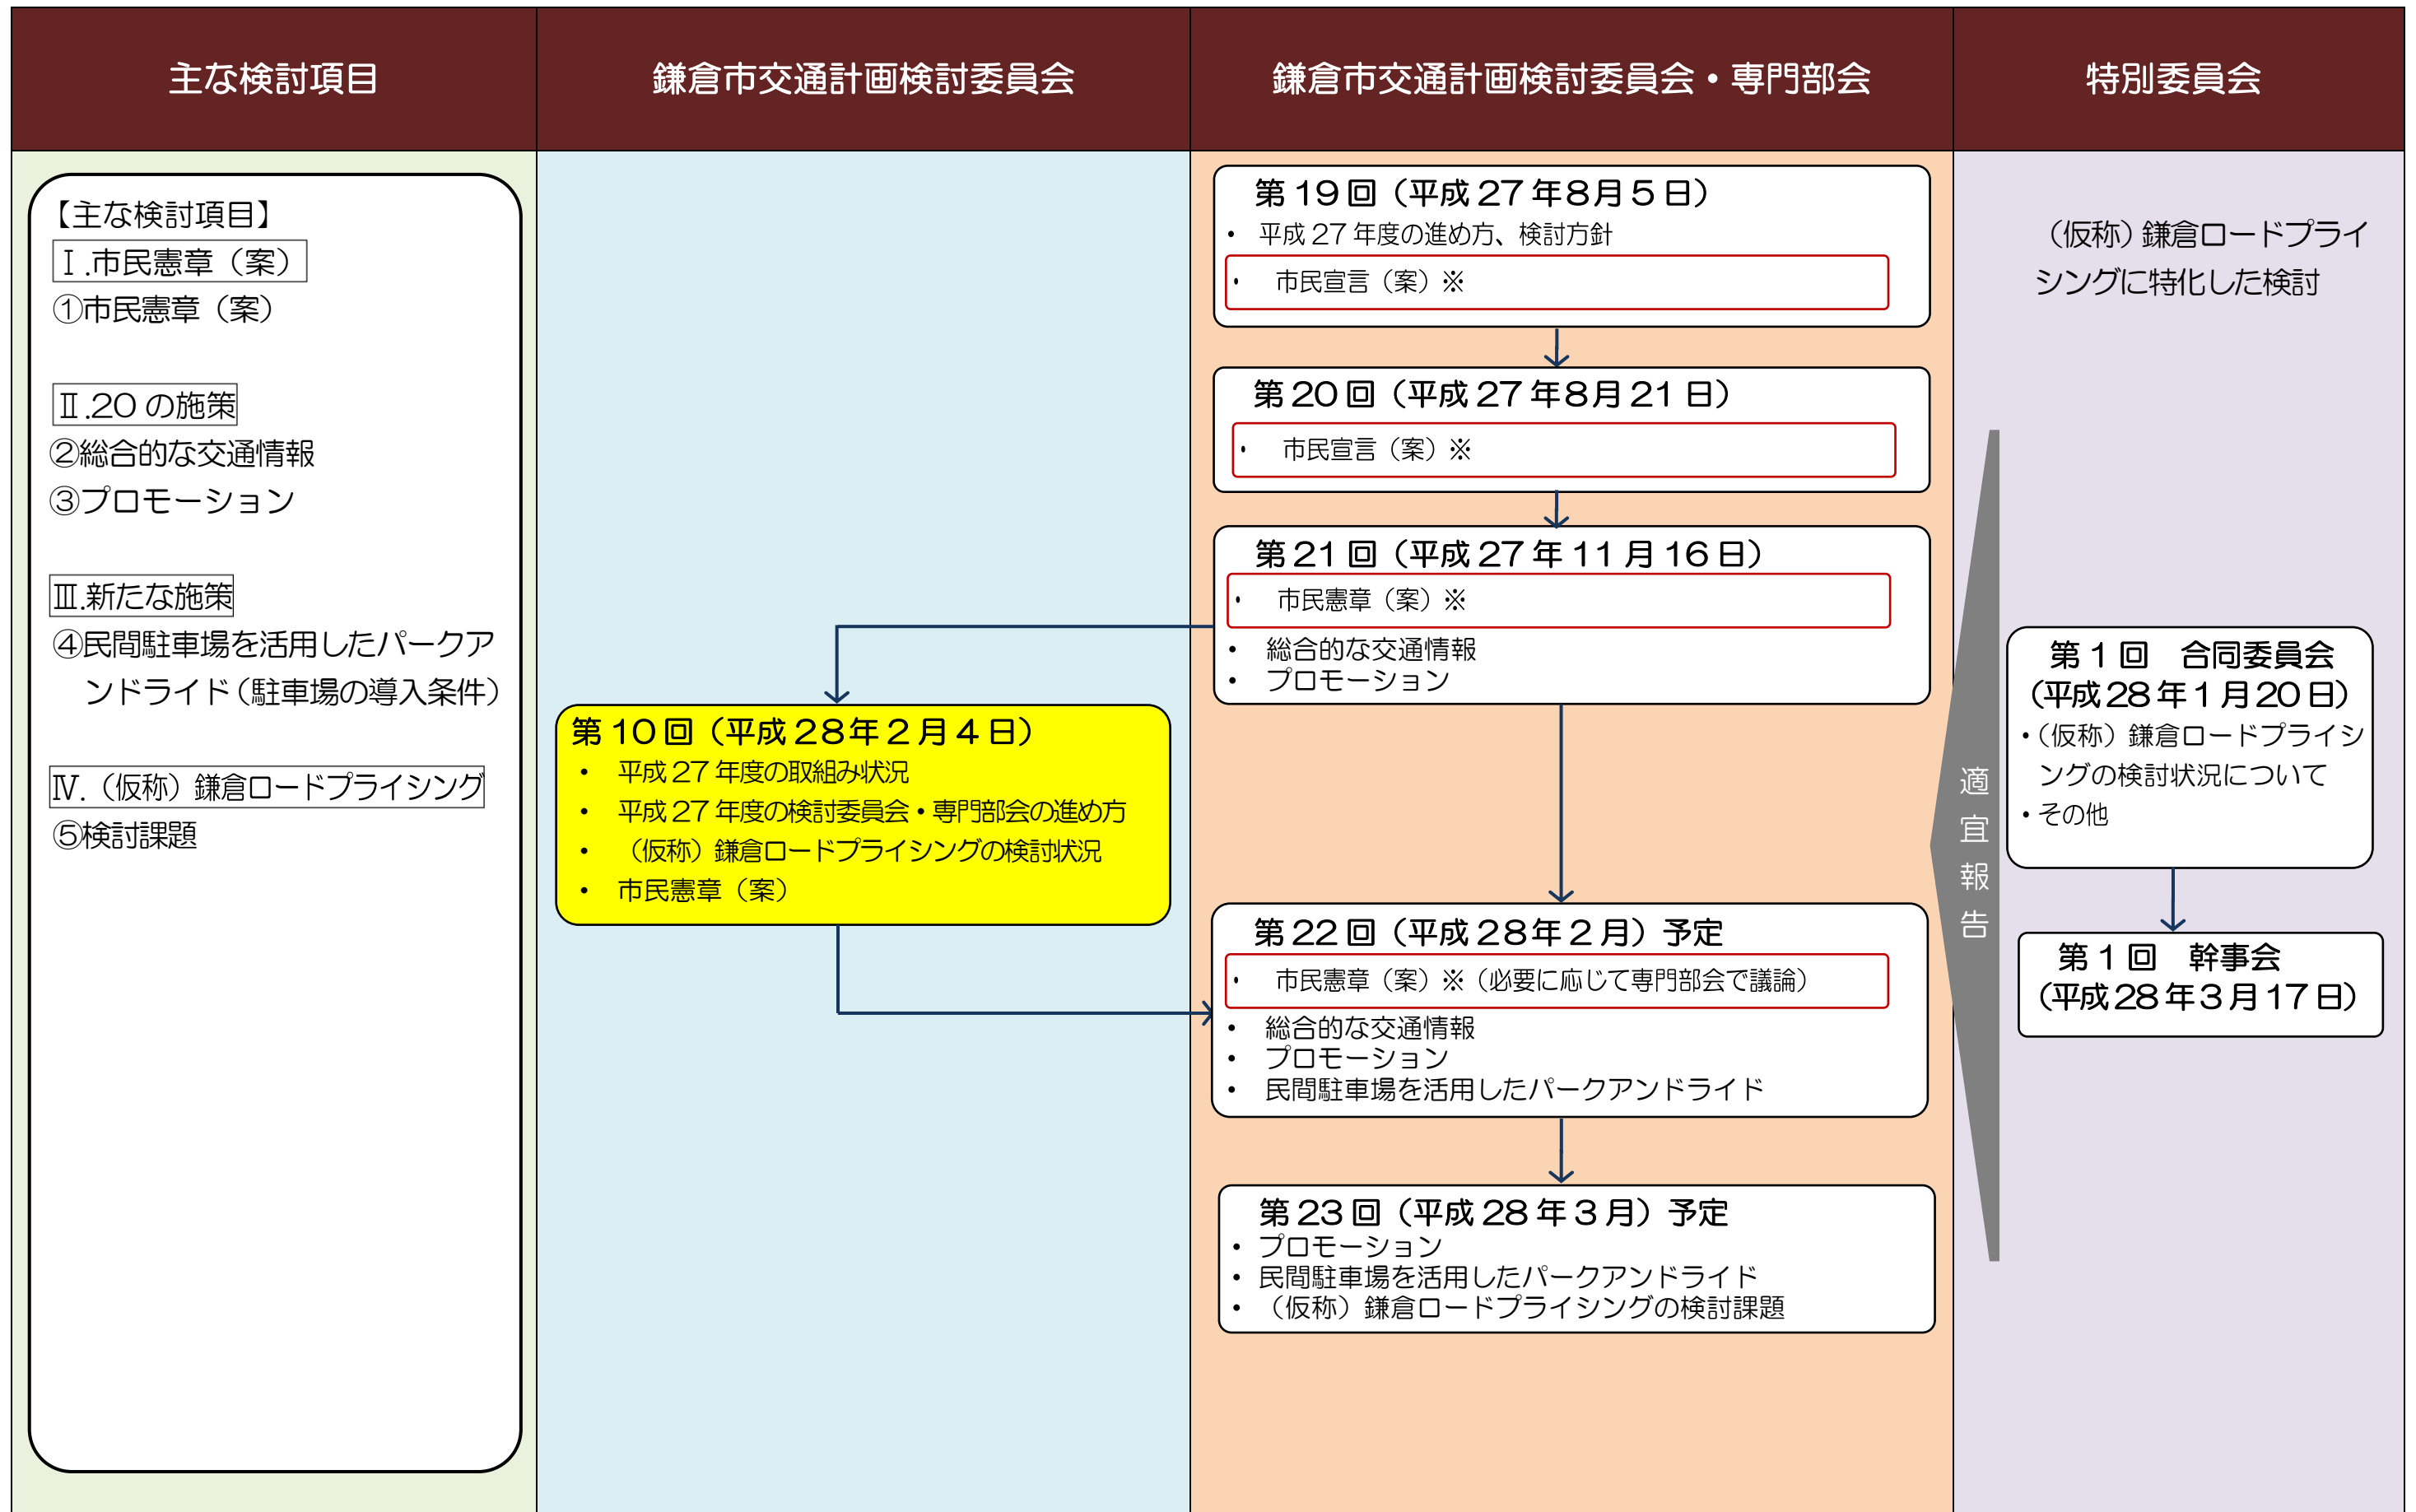 主な検討項目
鎌倉市交通計画検討委員会
鎌倉市交通計画検討委員会・専門部会
特別委員会
【主な検討項目】
Ⅰ.市民憲章（案）
①市民憲章（案）
Ⅱ.20の施策
②総合的な交通情報
③プロモーション
Ⅲ.新たな施策
④民間駐車場を活用したパークア
ンドライド（駐車場の導入条件）
Ⅳ.（仮称）鎌倉ロードプライシング
⑤検討課題
第10回（平成28年2月4日）
・ 平成27年度の取組み状況
・ 平成27年度の検討委員会・専門部会の進め方
・ （仮称）鎌倉ロードプライシングの検討状況
・ 市民憲章（案）
第19回（平成27年8月5日）
・ 平成27年度の進め方、検討方針
・ 市民宣言（案）※
第20回（平成27年8月21日）
・ 市民宣言（案）※
第21回（平成27年11月16日）
・ 市民憲章（案）※
・ 総合的な交通情報
・ プロモーション
第22回（平成28年2月）予定
・ 市民憲章（案）※（必要に応じて専門部会で議論）
・ 総合的な交通情報
・ プロモーション
・ 民間駐車場を活用したパークアンドライド
第23回（平成28年3月）予定
・ プロモーション
・ 民間駐車場を活用したパークアンドライド
・ （仮称）鎌倉ロードプライシングの検討課題
適宜報告
（仮称）鎌倉ロードプライ
シングに特化した検討
第1回 合同委員会
（平成28年1月20日）
・（仮称）鎌倉ロードプライシ
ングの検討状況について
・その他
第1回 幹事会
（平成28年3月17日）